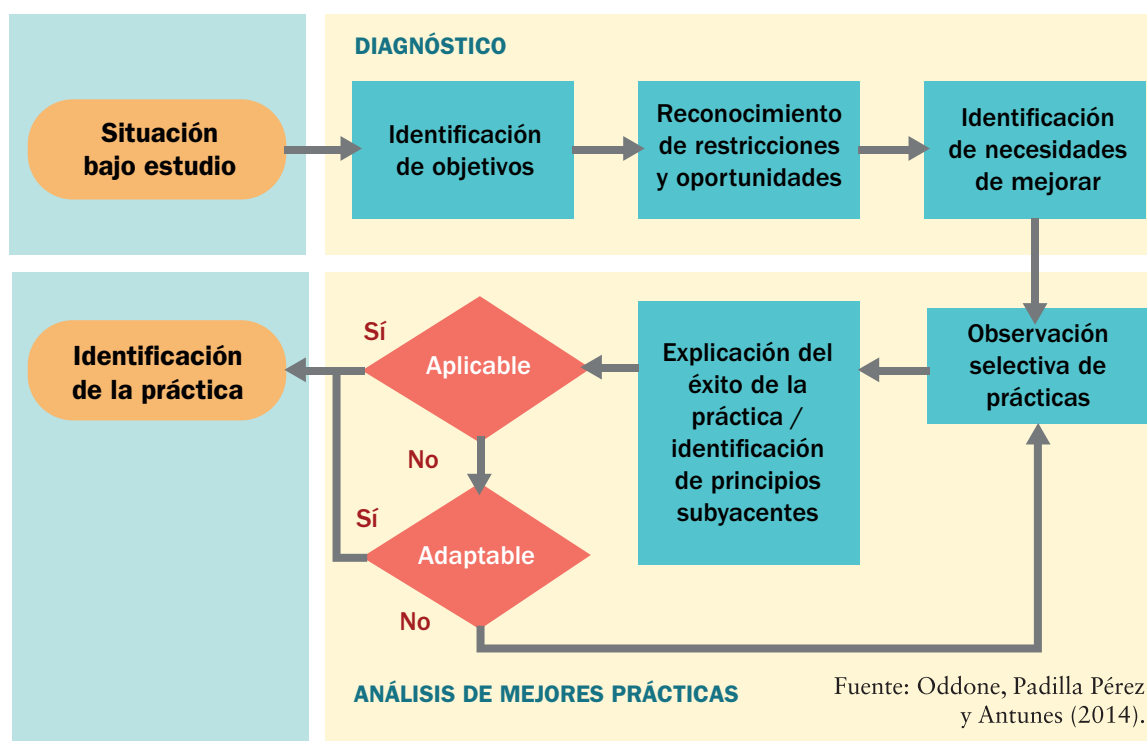 DIAGNÓSTICO
Situación
bajo estudio
Identificación
de objetivos
Reconocimiento
de restricciones
y oportunidades
Identificación
de necesidades
de mejorar
Observación
selectiva de
prácticas
Explicación del
éxito de la
práctica /
identificación
de principios
subyacentes
Aplicable
Sí
No
Adaptable
Sí
No
Identificación
de la práctica
ANÁLISIS DE MEJORES PRÁCTICAS
Fuente: Oddone, Padilla Pérez
y Antunes (2014).